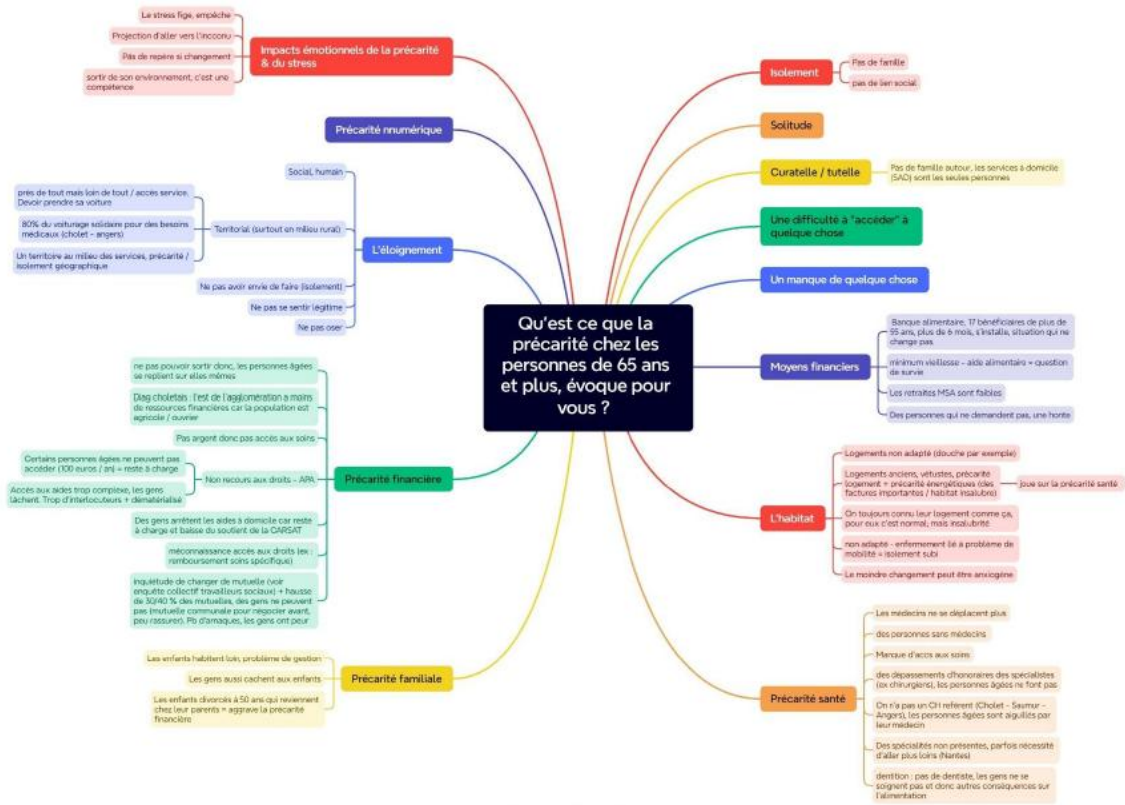 Le stress fige, empêche
Projection d'aller vers l'inconnu
Pas de repère si changement
sortir de son environnement, c'est une
compétence
Impacts émotionnels de la précarité
& du stress
Précarité nnumérique
Social, humain
près de tout mais loin de tout / accès service.
Devoir prendre sa voiture
80% du voiturage solidaire pour des besoins
médicaux (cholet - angers)
Un territoire au milieu des services, précarité /
isolement géographique
Territorial (surtout en milieu rural)
Ne pas avoir envie de faire (isolement)
Ne pas se sentir légitime
Ne pas oser
L'éloignement
ne pas pouvoir sortir donc, les personnes âgées
se replient sur elles mêmes
Diag choletais : l'est de l'agglomération a moins
de ressources financières car la population est
agricole / ouvrier
Pas argent donc pas accès aux soins
Certains personnes âgées ne peuvent pas
accéder (100 euros / an) = reste à charge
Accès aux aides trop complexe, les gens
lâchent. Trop d'interlocuteurs + dématérialisé
Non recours aux droits - APA
Des gens arrêtent les aides à domicile car reste
à charge et baisse du soutient de la CARSAT
méconnaissance accès aux droits (ex :
remboursement soins spécifique)
inquiétude de changer de mutuelle (voir
enquête collectif travailleurs sociaux) + hausse
de 30/40 % des mutuelles, des gens ne peuvent
pas (mutuelle communale pour négocier avant,
peu rassurer). Pb d'arnaques, les gens ont peur
Précarité financière
Les enfants habitent loin, problème de gestion
Les gens aussi cachent aux enfants
Les enfants divorcés à 50 ans qui reviennent
chez leur parents = aggrave la précarité
financière
Précarité familiale
Qu'est ce que la
précarité chez les
personnes de 65 ans
et plus, évoque pour
vous ?
Isolement
Pas de famille
pas de lien social
Solitude
Curatelle / tutelle
Pas de famille autour, les services à domicile
(SAD) sont les seules personnes
Une difficulté à "accéder" à
quelque chose
Un manque de quelque chose
Moyens financiers
Banque alimentaire, 17 bénéficiaires de plus de
55 ans, plus de 6 mois, s'installe, situation qui ne
change pas
minimum vieillesse - aide alimentaire = question
de survie
Les retraites MSA sont faibles
Des personnes qui ne demandent pas, une honte
L'habitat
Logements non adapté (douche par exemple)
Logements anciens, vétustes, précarité
logement + précarité énergétiques (des
factures importantes / habitat insalubre)
joue sur la précarité santé
On toujours connu leur logement comme ça,
pour eux c'est normal, mais insalubrité
non adapté - enfermement lié à problème de
mobilité = isolement subi
Le moindre changement peut être anxiogène
Précarité santé
Les médecins ne se déplacent plus
des personnes sans médecins
Manque d'accs aux soins
des dépassements d'honoraires des spécialistes
(ex chirurgiens), les personnes âgées ne font pas
On n'a pas un CH référent (Cholet - Saumur -
Angers), les personnes âgées sont aiguillés par
leur médecin
Des spécialités non présentes, parfois nécessité
d'aller plus loins (Nantes)
dentition : pas de dentiste, les gens ne se
soignent pas et donc autres conséquences sur
l'alimentation